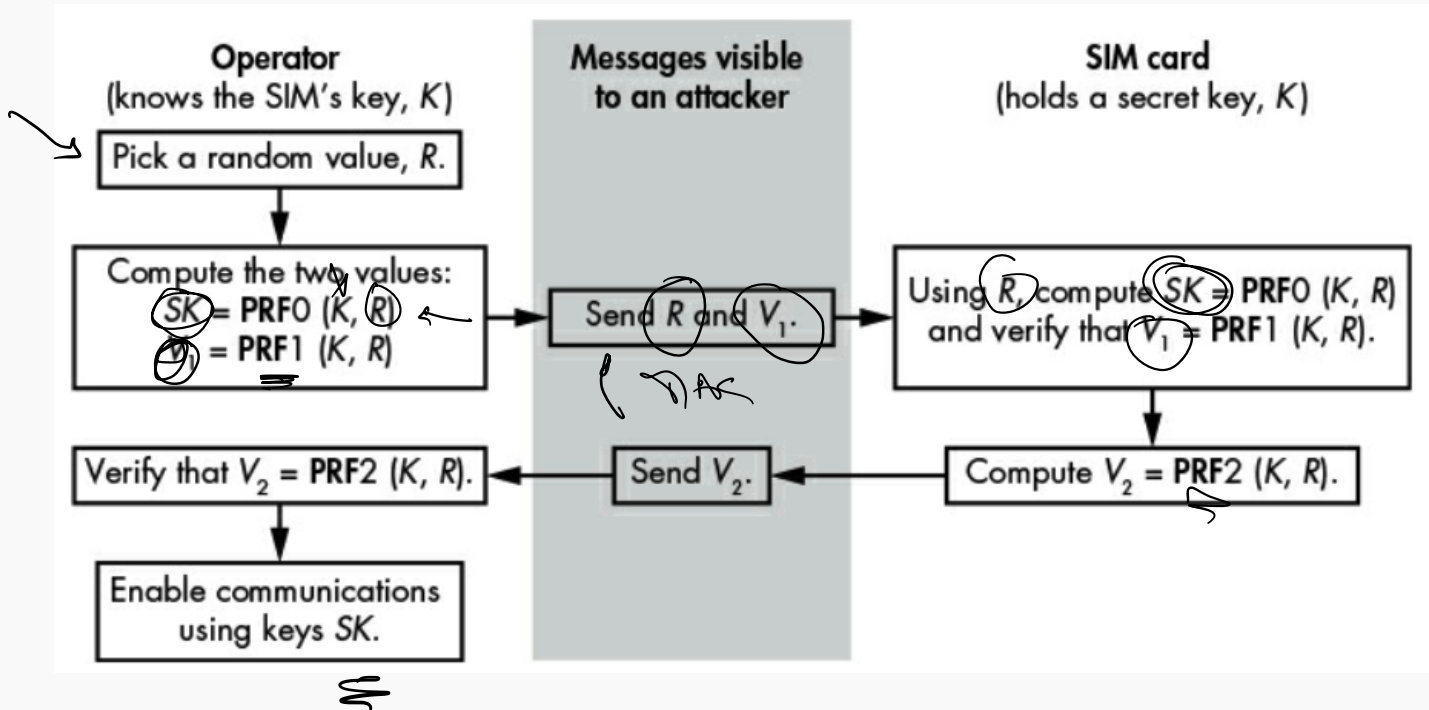 Operator
(knows the SIM's key, K)
Messages visible
to an attacker
SIM card
(holds a secret key, K)
Pick a random value, R.
Compute the two values:
SK = PRF0 (K, R)
V₁ = PRF1 (K, R)
Send R and V₁.
Using R, compute SK = PRF0 (K, R)
and verify that V₁ = PRF1 (K, R).
Compute V₂ = PRF2 (K, R).
Send V₂.
Verify that V₂ = PRF2 (K, R).
Enable communications
using keys SK.